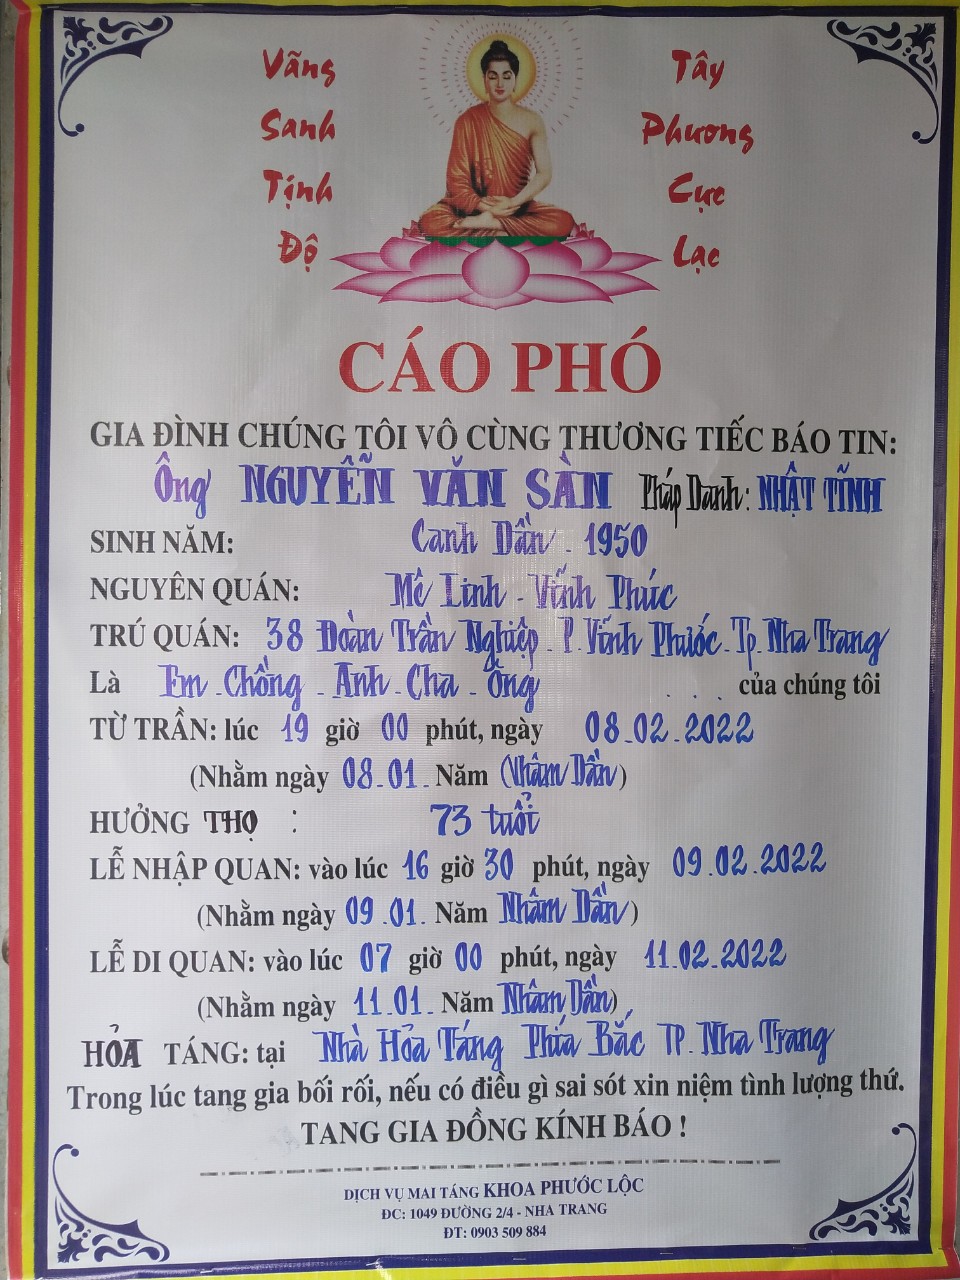 Vãng
Sanh
Tịnh
Độ
Tây
Phương
Cực
Lạc
CÁO PHÓ
GIA ĐÌNH CHÚNG TÔI VÔ CÙNG THƯƠNG TIẾC BÁO TIN:
Ông NGUYỄN VĂN SÀN Pháp Danh: NHẬT TĨNH
SINH NĂM: Canh Dần - 1950
NGUYÊN QUÁN: Mê Linh - Vĩnh Phúc
TRÚ QUÁN: 38 Đoàn Trần Nghiệp - P. Vĩnh Phước - Tp. Nha Trang
Là Em - Chồng - Anh - Cha - Ông . . . của chúng tôi
TỪ TRẦN: lúc 19 giờ 00 phút, ngày 08-02-2022
(Nhằm ngày 08-01- Năm (Nhâm Dần)
HƯỞNG THỌ : 73 tuổi
LỄ NHẬP QUAN: vào lúc 16 giờ 30 phút, ngày 09-02-2022
(Nhằm ngày 09-01- Năm Nhâm Dần)
LỄ DI QUAN: vào lúc 07 giờ 00 phút, ngày 11-02-2022
(Nhằm ngày 11-01- Năm Nhâm Dần)
HỎA TÁNG: tại Nhà Hỏa Táng Phía Bắc TP. Nha Trang
Trong lúc tang gia bối rối, nếu có điều gì sai sót xin niệm tình lượng thứ.
TANG GIA ĐỒNG KÍNH BÁO !
DỊCH VỤ MAI TÁNG KHOA PHƯỚC LỘC
ĐC: 1049 ĐƯỜNG 2/4 - NHA TRANG
ĐT: 0903 509 884